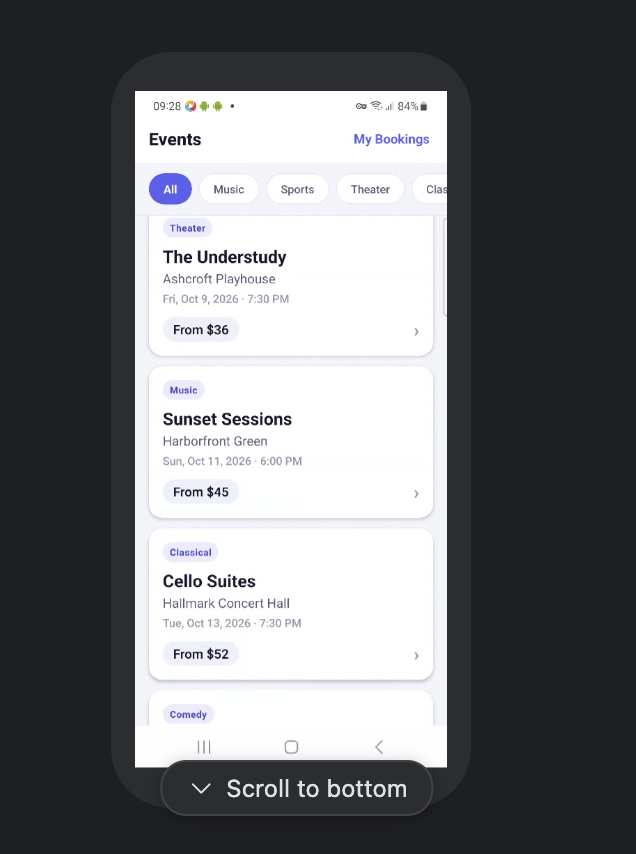 09:28 84%
Events My Bookings
All Music Sports Theater Clas
Theater
The Understudy
Ashcroft Playhouse
Fri, Oct 9, 2026 · 7:30 PM
From $36
Music
Sunset Sessions
Harborfront Green
Sun, Oct 11, 2026 · 6:00 PM
From $45
Classical
Cello Suites
Hallmark Concert Hall
Tue, Oct 13, 2026 · 7:30 PM
From $52
Comedy
Scroll to bottom